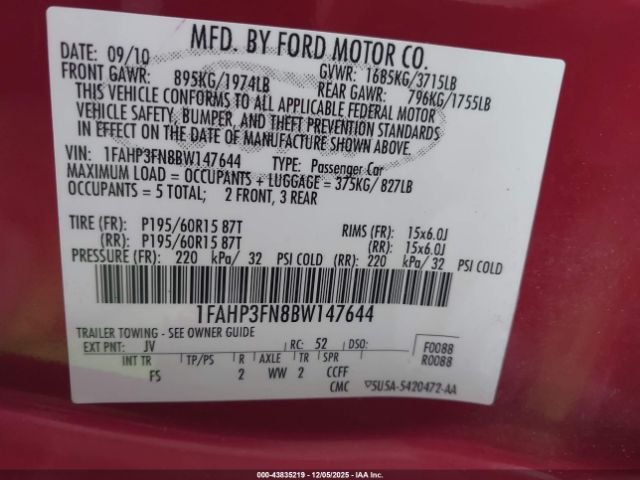 MFD. BY FORD MOTOR CO.
DATE: 09/10 GVWR: 1685KG/3715LB
FRONT GAWR: 895KG/1974LB REAR GAWR: 796KG/1755LB
THIS VEHICLE CONFORMS TO ALL APPLICABLE FEDERAL MOTOR
VEHICLE SAFETY, BUMPER, AND THEFT PREVENTION STANDARDS
IN EFFECT ON THE DATE OF MANUFACTURE SHOWN ABOVE.
VIN: 1FAHP3FN8BW147644 TYPE: Passenger Car
MAXIMUM LOAD = OCCUPANTS + LUGGAGE = 375KG/ 827LB
OCCUPANTS = 5 TOTAL; 2 FRONT, 3 REAR
TIRE (FR): P195/60R15 87T RIMS (FR): 15x6.0J
(RR): P195/60R15 87T (RR): 15x6.0J
PRESSURE (FR): 220 kPa/ 32 PSI COLD (RR): 220 kPa/ 32 PSI COLD
1FAHP3FN8BW147644
TRAILER TOWING - SEE OWNER GUIDE
EXT PNT: JV RC: 52 DSO: F0088
R0088
INT TR TP/PS R AXLE TR SPR
FS 2 WW 2 CCFF
CMC 5U5A-5420472-AA
000-43835219 - 12/05/2025 - IAAI Inc.